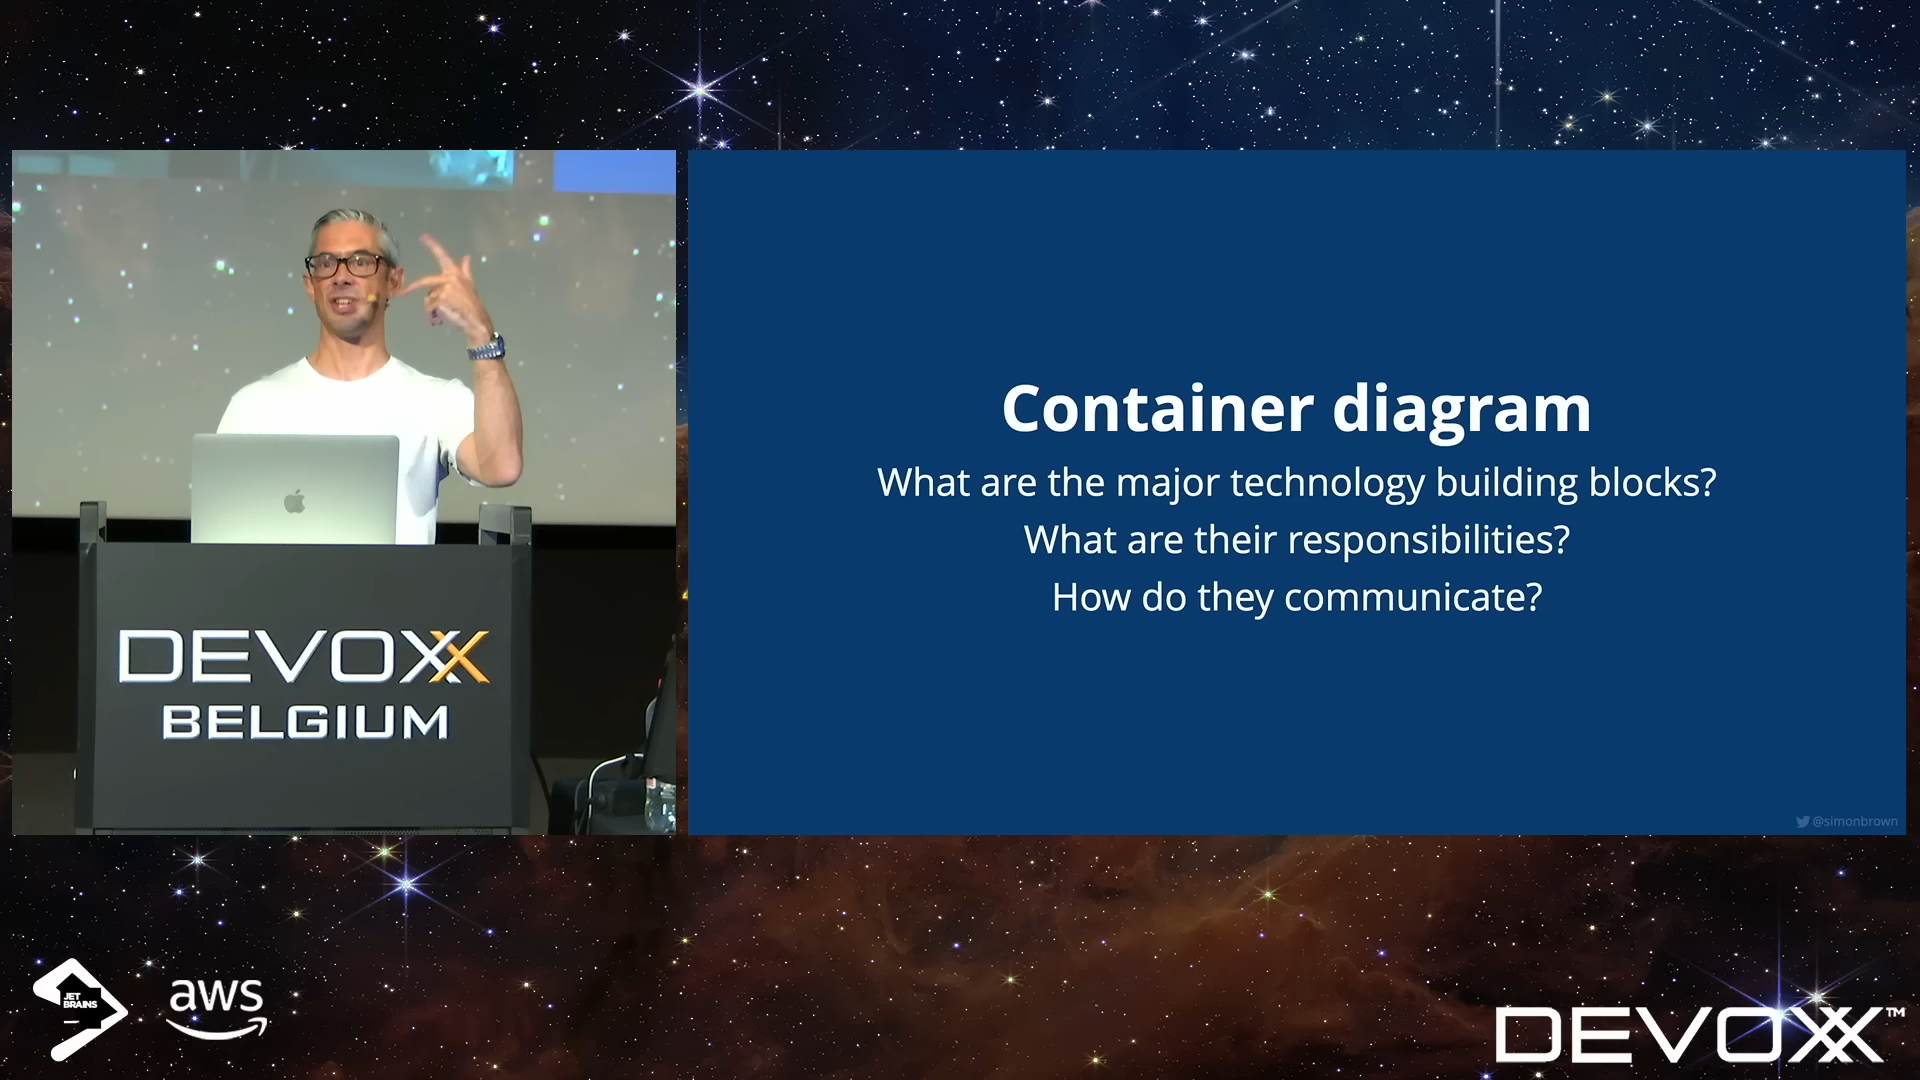 Container diagram
What are the major technology building blocks?
What are their responsibilities?
How do they communicate?
@simonbrown
DEVOXX
BELGIUM
JET
BRAINS
aws
DEVOXX™